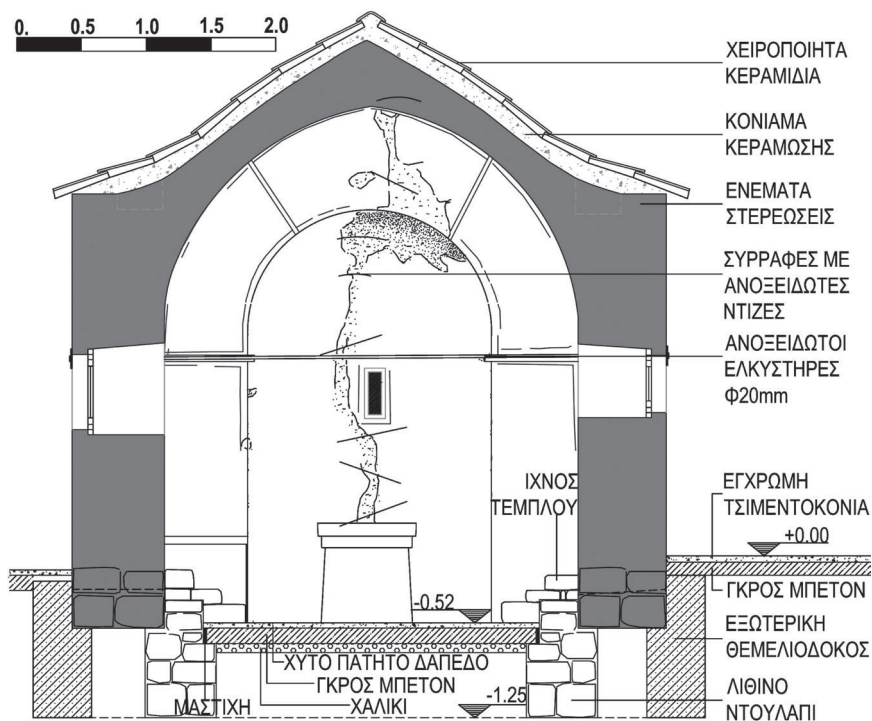 0. 0.5 1.0 1.5 2.0
ΧΕΙΡΟΠΟΙΗΤΑ
ΚΕΡΑΜΙΔΙΑ
ΚΟΝΙΑΜΑ
ΚΕΡΑΜΩΣΗΣ
ΕΝΕΜΑΤΑ
ΣΤΕΡΕΩΣΕΙΣ
ΣΥΡΡΑΦΕΣ ΜΕ
ΑΝΟΞΕΙΔΩΤΕΣ
ΝΤΙΖΕΣ
ΑΝΟΞΕΙΔΩΤΟΙ
ΕΛΚΥΣΤΗΡΕΣ
Φ20mm
ΙΧΝΟΣ
ΤΕΜΠΛΟΥ
ΕΓΧΡΩΜΗ
ΤΣΙΜΕΝΤΟΚΟΝΙΑ
+0.00
ΓΚΡΟΣ ΜΠΕΤΟΝ
-0.52
ΕΞΩΤΕΡΙΚΗ
ΘΕΜΕΛΙΟΔΟΚΟΣ
ΧΥΤΟ ΠΑΤΗΤΟ ΔΑΠΕΔΟ
ΓΚΡΟΣ ΜΠΕΤΟΝ
ΜΑΣΤΙΧΗ
ΧΑΛΙΚΙ
-1.25
ΛΙΘΙΝΟ
ΝΤΟΥΛΑΠΙ